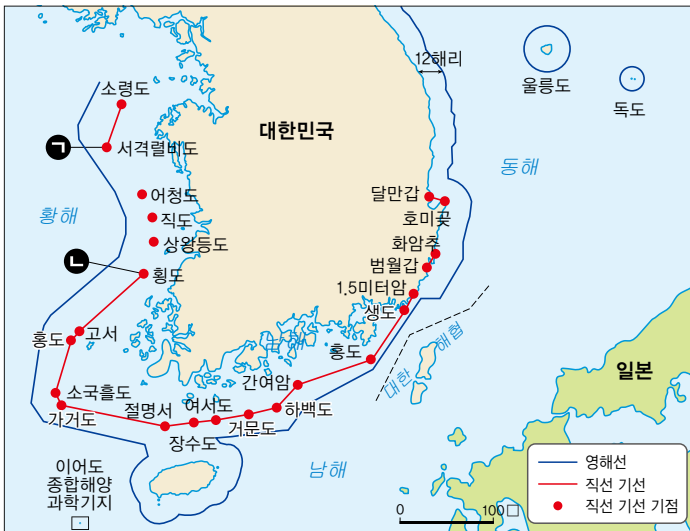 12해리
울릉도
독도
소령도
대한민국
ㄱ
서격렬비도
동해
어청도
달만갑
황해
직도
호미곶
상왕등도
화암추
ㄴ
범월갑
횡도
1.5미터암
생도
고서
남해
홍도
홍도
대한 해협
일본
간여암
소국흘도
여서도
하백도
가거도
절명서
거문도
장수도
이어도
종합해양
과학기지
남해
영해선
직선 기선
직선 기선 기점
0 100□